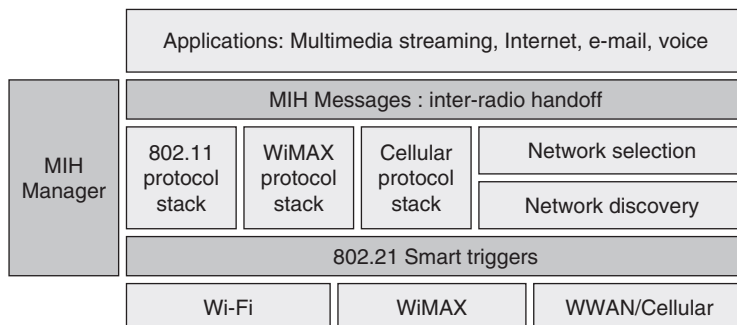 Applications: Multimedia streaming, Internet, e-mail, voice
MIH Messages : inter-radio handoff
MIH
Manager
802.11
protocol
stack
WiMAX
protocol
stack
Cellular
protocol
stack
Network selection
Network discovery
802.21 Smart triggers
Wi-Fi
WiMAX
WWAN/Cellular